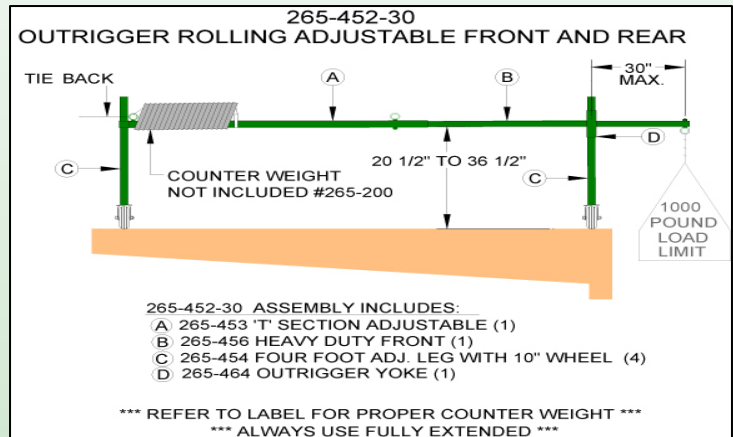 265-452-30
OUTRIGGER ROLLING ADJUSTABLE FRONT AND REAR
TIE BACK
A
B
30"
MAX.
D
C
COUNTER WEIGHT
NOT INCLUDED #265-200
20 1/2" TO 36 1/2"
C
1000
POUND
LOAD
LIMIT
265-452-30 ASSEMBLY INCLUDES:
A 265-453 'T' SECTION ADJUSTABLE (1)
B 265-456 HEAVY DUTY FRONT (1)
C 265-454 FOUR FOOT ADJ. LEG WITH 10" WHEEL (4)
D 265-464 OUTRIGGER YOKE (1)
*** REFER TO LABEL FOR PROPER COUNTER WEIGHT ***
*** ALWAYS USE FULLY EXTENDED ***